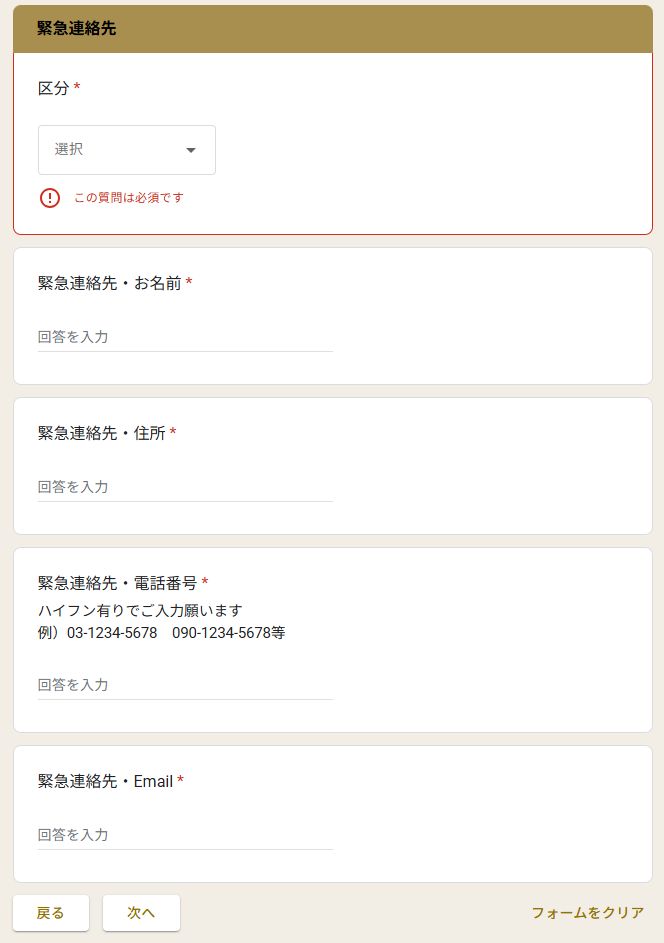 緊急連絡先
区分 *
選択
この質問は必須です
緊急連絡先・お名前 *
回答を入力
緊急連絡先・住所 *
回答を入力
緊急連絡先・電話番号 *
ハイフン有りでご入力願います
例）03-1234-5678　090-1234-5678等
回答を入力
緊急連絡先・Email *
回答を入力
戻る 次へ フォームをクリア